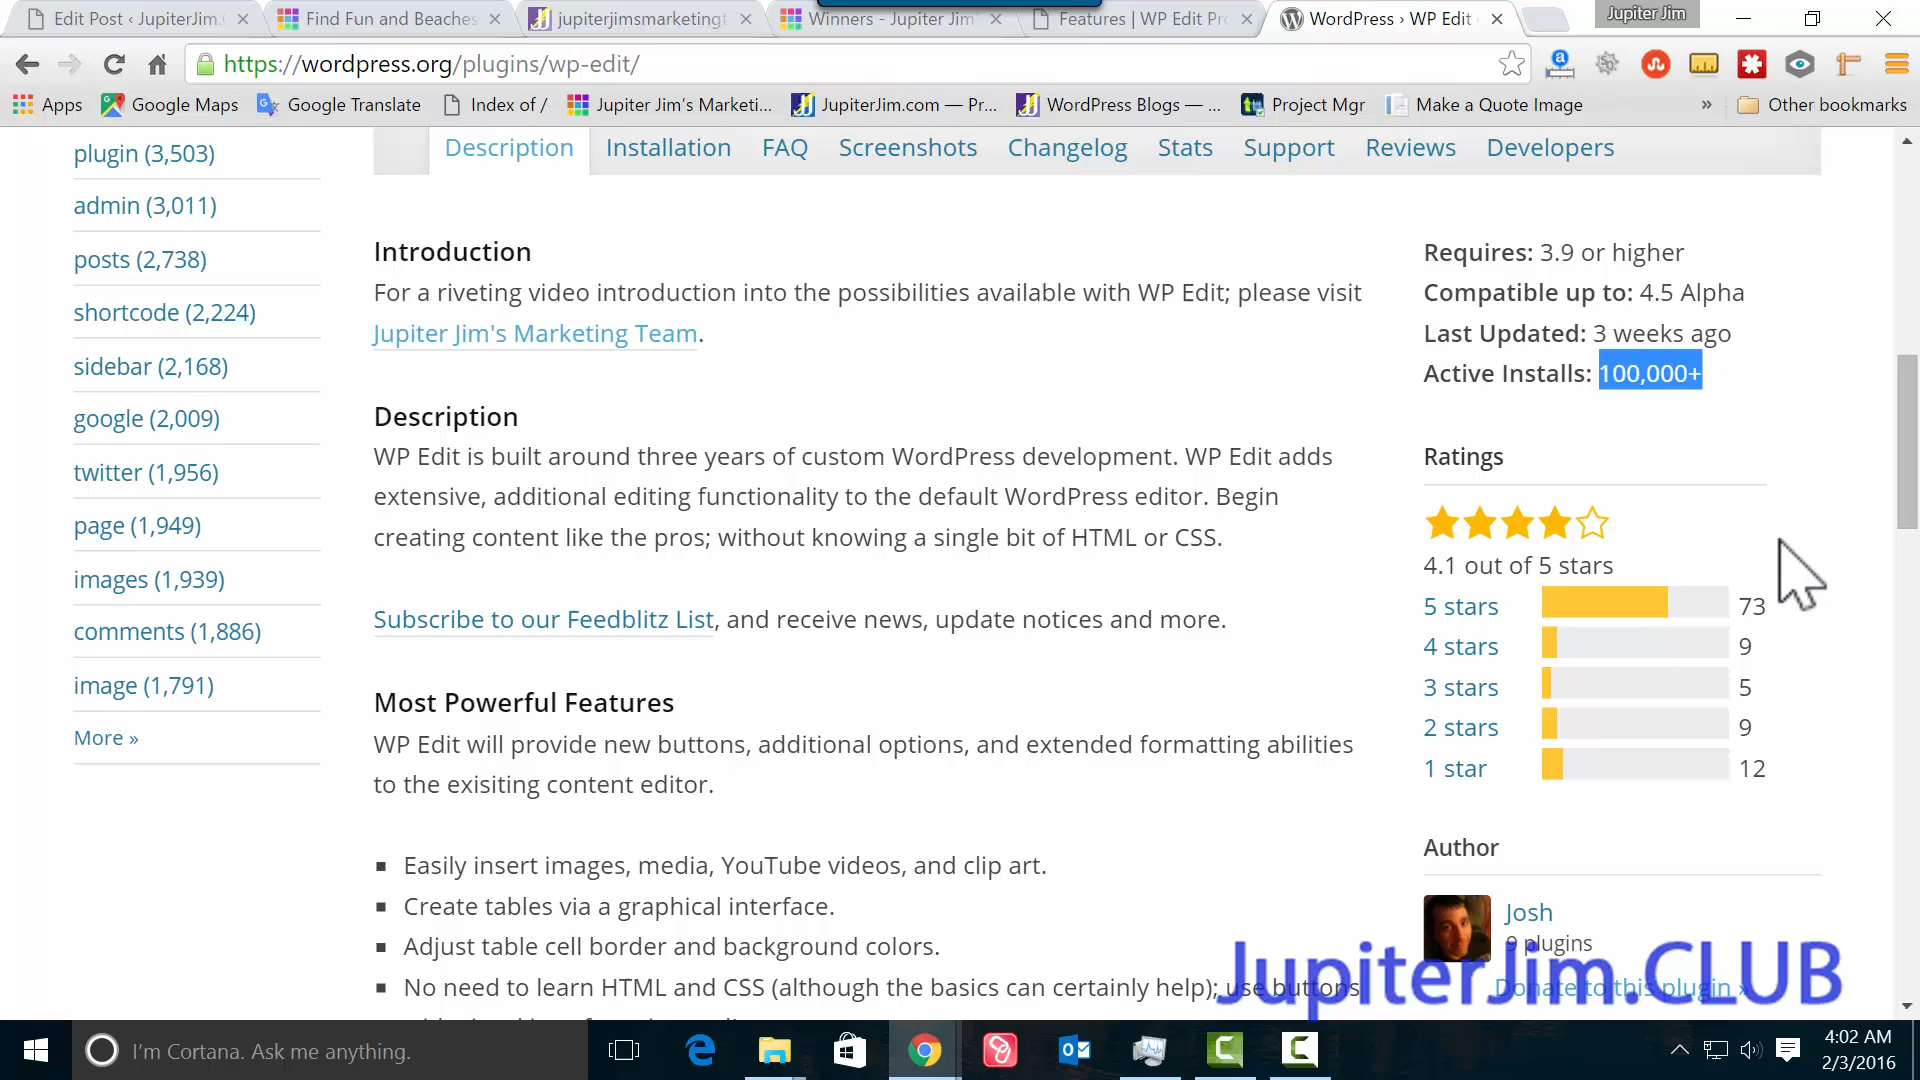 Edit Post ‹ JupiterJim.
Find Fun and Beaches
jupiterjimsmarketingt
Winners - Jupiter Jim
Features | WP Edit Pr
WordPress › WP Edit
Jupiter Jim
https://wordpress.org/plugins/wp-edit/
Apps
Google Maps
Google Translate
Index of /
Jupiter Jim's Marketi...
JupiterJim.com — Pr...
WordPress Blogs — ...
Project Mgr
Make a Quote Image
»
Other bookmarks
Description
Installation
FAQ
Screenshots
Changelog
Stats
Support
Reviews
Developers
plugin (3,503)
admin (3,011)
posts (2,738)
shortcode (2,224)
sidebar (2,168)
google (2,009)
twitter (1,956)
page (1,949)
images (1,939)
comments (1,886)
image (1,791)
More »
Introduction
For a riveting video introduction into the possibilities available with WP Edit; please visit
Jupiter Jim's Marketing Team.
Description
WP Edit is built around three years of custom WordPress development. WP Edit adds
extensive, additional editing functionality to the default WordPress editor. Begin
creating content like the pros; without knowing a single bit of HTML or CSS.
Subscribe to our Feedblitz List, and receive news, update notices and more.
Most Powerful Features
WP Edit will provide new buttons, additional options, and extended formatting abilities
to the exisiting content editor.
Easily insert images, media, YouTube videos, and clip art.
Create tables via a graphical interface.
Adjust table cell border and background colors.
No need to learn HTML and CSS (although the basics can certainly help); use buttons
Requires: 3.9 or higher
Compatible up to: 4.5 Alpha
Last Updated: 3 weeks ago
Active Installs: 100,000+
Ratings
4.1 out of 5 stars
5 stars 73
4 stars 9
3 stars 5
2 stars 9
1 star 12
Author
Josh
9 plugins
Donate to this plugin »
JupiterJim.CLUB
I'm Cortana. Ask me anything.
4:02 AM
2/3/2016